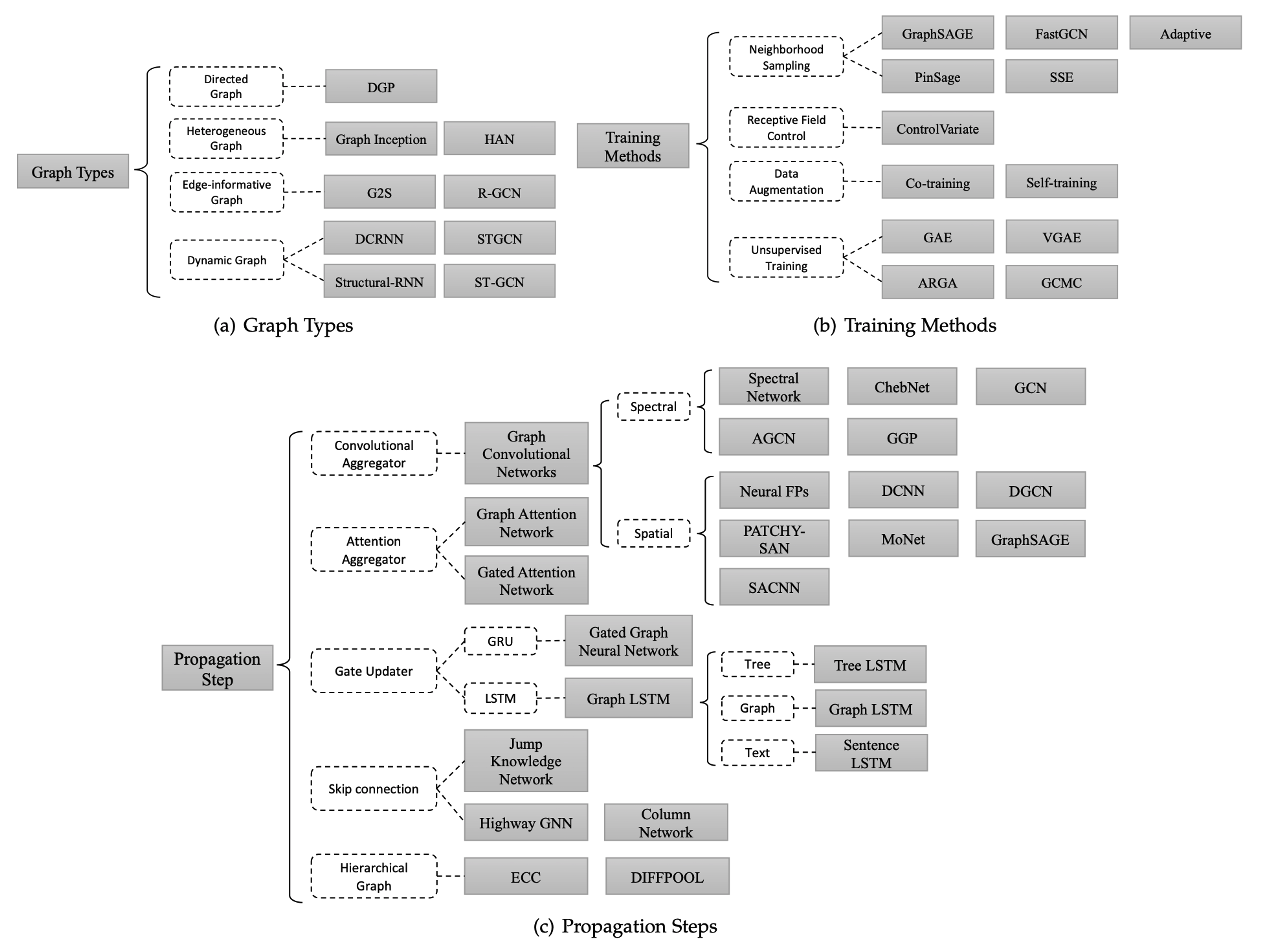 Graph Types
Directed
Graph
DGP
Heterogeneous
Graph
Graph Inception
HAN
Edge-informative
Graph
G2S
R-GCN
Dynamic Graph
DCRNN
STGCN
Structural-RNN
ST-GCN
(a) Graph Types
Training
Methods
Neighborhood
Sampling
GraphSAGE
FastGCN
Adaptive
PinSage
SSE
Receptive Field
Control
ControlVariate
Data
Augmentation
Co-training
Self-training
Unsupervised
Training
GAE
VGAE
ARGA
GCMC
(b) Training Methods
Propagation
Step
Convolutional
Aggregator
Graph
Convolutional
Networks
Spectral
Spectral
Network
ChebNet
GCN
AGCN
GGP
Spatial
Neural FPs
DCNN
DGCN
PATCHY-
SAN
MoNet
GraphSAGE
SACNN
Attention
Aggregator
Graph Attention
Network
Gated Attention
Network
Gate Updater
GRU
Gated Graph
Neural Network
LSTM
Graph LSTM
Tree
Tree LSTM
Graph
Graph LSTM
Text
Sentence
LSTM
Skip connection
Jump
Knowledge
Network
Highway GNN
Column
Network
Hierarchical
Graph
ECC
DIFFPOOL
(c) Propagation Steps